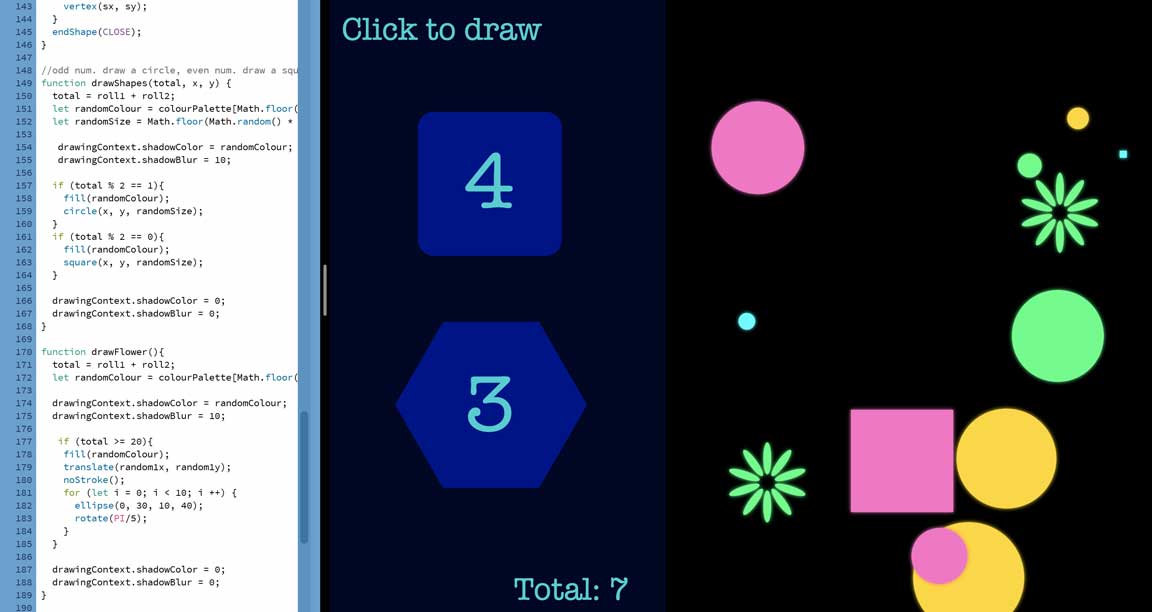 143 vertex(sx, sy);
144 }
145 endShape(CLOSE);
146 }
147
148 //odd num. draw a circle, even num. draw a squ
149 function drawShapes(total, x, y) {
150 total = roll1 + roll2;
151 let randomColour = colourPalette[Math.floor(
152 let randomSize = Math.floor(Math.random() *
153
154 drawingContext.shadowColor = randomColour;
155 drawingContext.shadowBlur = 10;
156
157 if (total % 2 == 1){
158 fill(randomColour);
159 circle(x, y, randomSize);
160 }
161 if (total % 2 == 0){
162 fill(randomColour);
163 square(x, y, randomSize);
164 }
165
166 drawingContext.shadowColor = 0;
167 drawingContext.shadowBlur = 0;
168 }
169
170 function drawFlower(){
171 total = roll1 + roll2;
172 let randomColour = colourPalette[Math.floor(
173
174 drawingContext.shadowColor = randomColour;
175 drawingContext.shadowBlur = 10;
176
177 if (total >= 20){
178 fill(randomColour);
179 translate(random1x, random1y);
180 noStroke();
181 for (let i = 0; i < 10; i ++) {
182 ellipse(0, 30, 10, 40);
183 rotate(PI/5);
184 }
185 }
186
187 drawingContext.shadowColor = 0;
188 drawingContext.shadowBlur = 0;
189 }
190
Click to draw
4
3
Total: 7